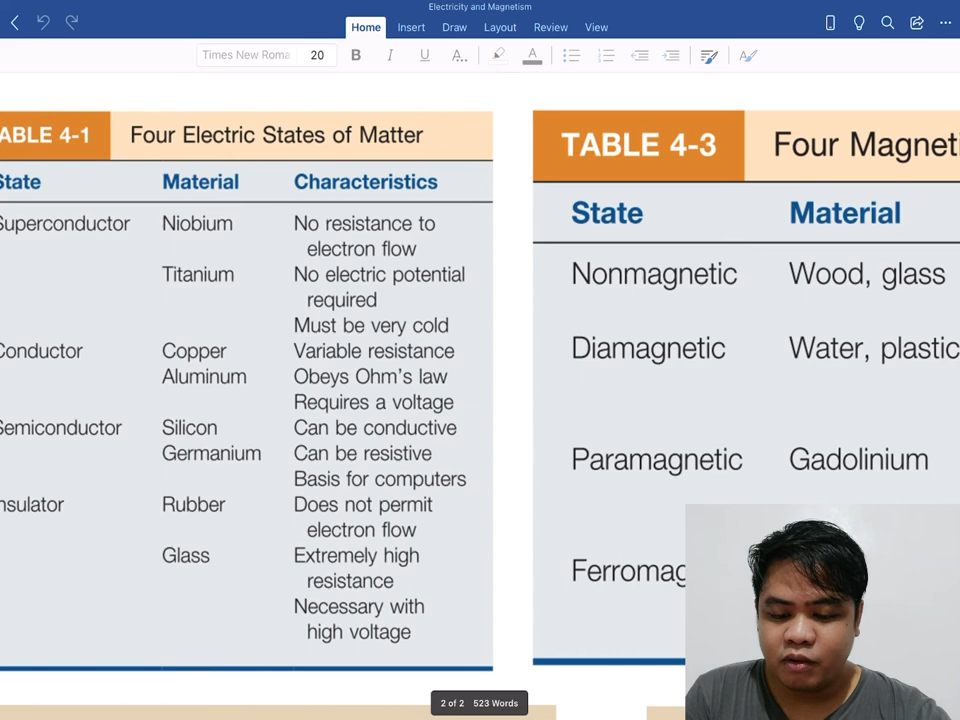 Electricity and Magnetism
Home Insert Draw Layout Review View
Times New Roma 20 B I U A... A
ABLE 4-1 Four Electric States of Matter
State Material Characteristics
Superconductor Niobium No resistance to
electron flow
Titanium No electric potential
required
Must be very cold
Conductor Copper Variable resistance
Aluminum Obeys Ohm's law
Requires a voltage
Semiconductor Silicon Can be conductive
Germanium Can be resistive
Basis for computers
nsulator Rubber Does not permit
electron flow
Glass Extremely high
resistance
Necessary with
high voltage
TABLE 4-3 Four Magneti
State Material
Nonmagnetic Wood, glass
Diamagnetic Water, plastic
Paramagnetic Gadolinium
Ferromag
2 of 2 523 Words